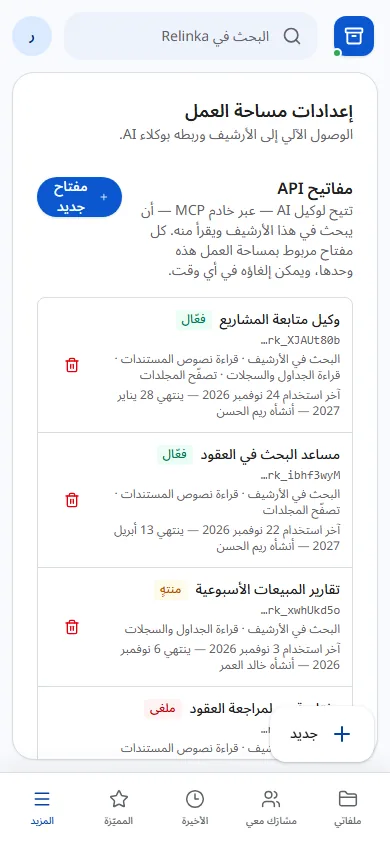 البحث في Relinka
ر
إعدادات مساحة العمل
الوصول الآلي إلى الأرشيف وربطه بوكلاء AI.
مفاتيح API
تتيح لوكيل AI — عبر خادم MCP — أن
يبحث في هذا الأرشيف ويقرأ منه. كل
مفتاح مربوط بمساحة العمل هذه
وحدها، ويمكن إلغاؤه في أي وقت.
+ مفتاح
جديد
وكيل متابعة المشاريع فعّال
rk_XJAUt80b…
البحث في الأرشيف · قراءة نصوص المستندات ·
قراءة الجداول والسجلات · تصفّح المجلدات
آخر استخدام 24 نوفمبر 2026 — ينتهي 28 يناير
2027 — أنشأه ريم الحسن
مساعد البحث في العقود فعّال
rk_ibhf3wyM…
البحث في الأرشيف · قراءة نصوص المستندات ·
تصفّح المجلدات
آخر استخدام 22 نوفمبر 2026 — ينتهي 13 أبريل
2027 — أنشأه ريم الحسن
تقارير المبيعات الأسبوعية منتهٍ
rk_xwhUkd5o…
البحث في الأرشيف · قراءة الجداول والسجلات
آخر استخدام 3 نوفمبر 2026 — ينتهي 6 نوفمبر
2026 — أنشأه خالد العمر
لمراجعة العقود ملغى
قراءة نصوص المستندات
جديد
ملفاتي
مشارَك معي
الأخيرة
المميّزة
المزيد